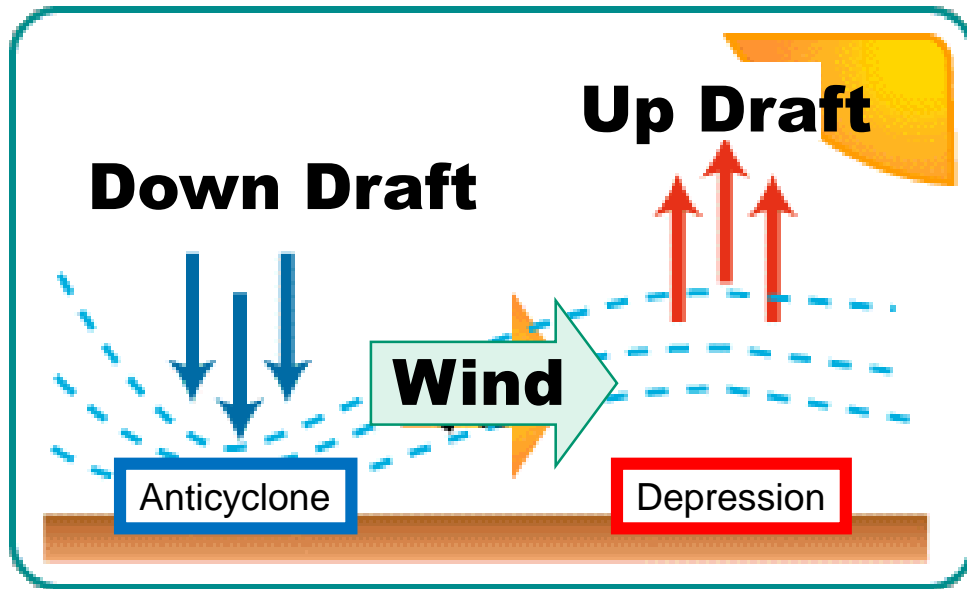 Up Draft
Down Draft
Wind
Anticyclone
Depression